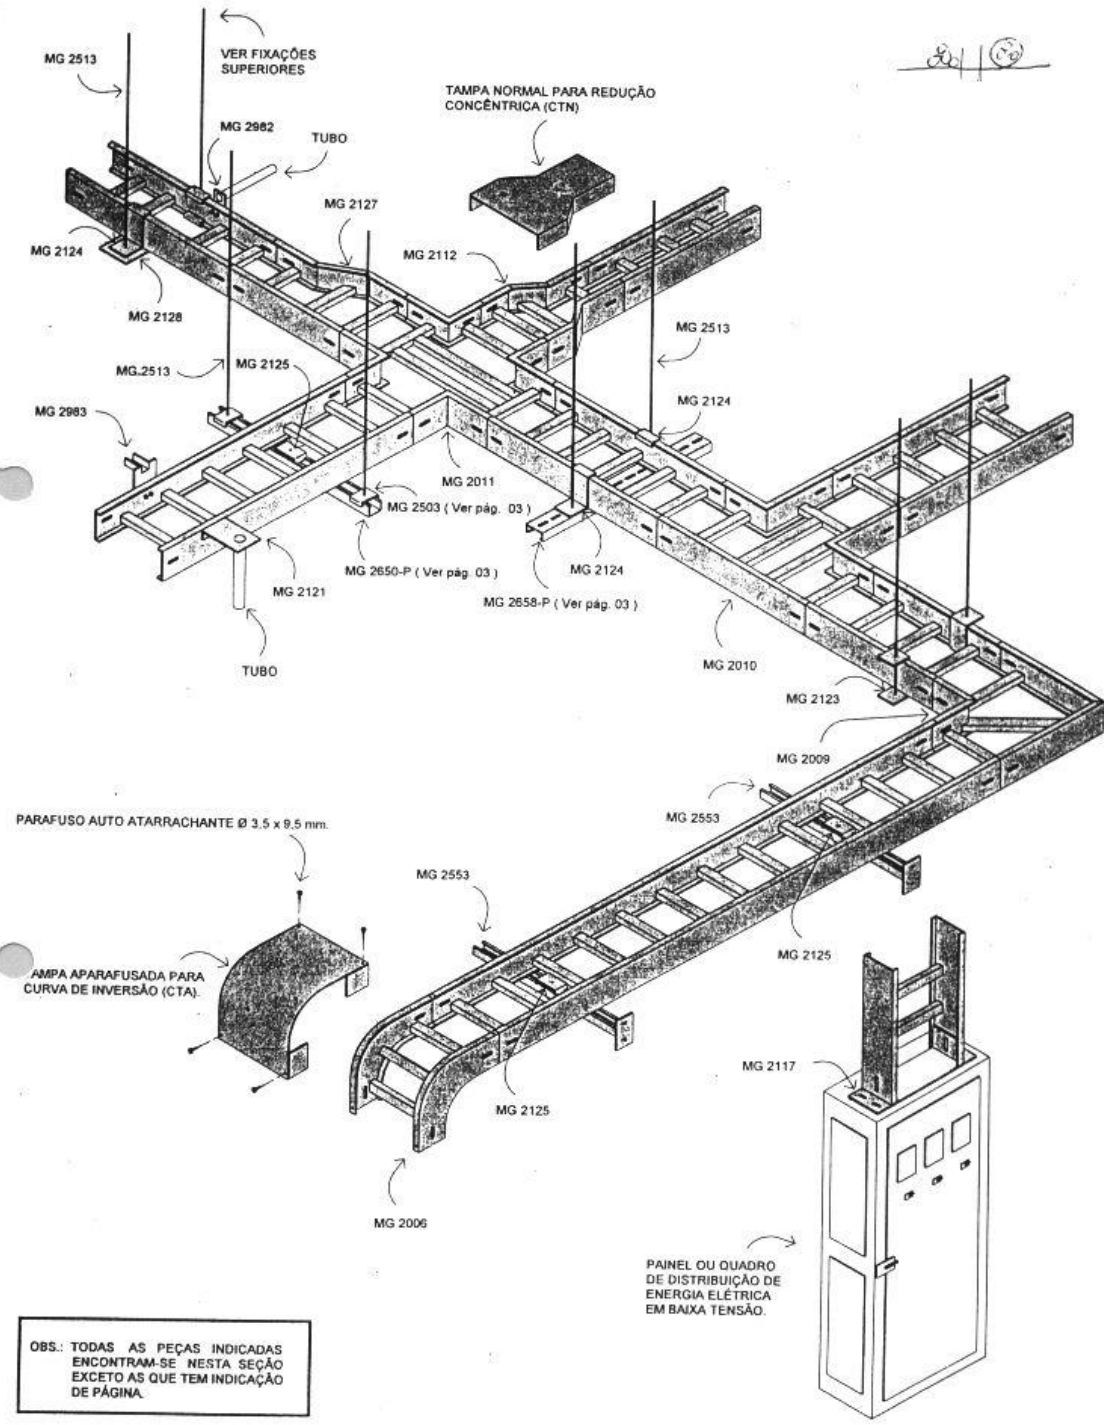 MG 2513
VER FIXAÇÕES
SUPERIORES
TAMPA NORMAL PARA REDUÇÃO
CONCÊNTRICA (CTN)
MG 2982
TUBO
MG 2127
MG 2124
MG 2112
MG 2128
MG 2513
MG 2125
MG.2513
MG 2124
MG 2983
MG 2011
MG 2503 ( Ver pág. 03 )
MG 2650-P ( Ver pág. 03 )
MG 2124
MG 2121
MG 2658-P ( Ver pág. 03 )
TUBO
MG 2010
MG 2123
MG 2009
MG 2553
PARAFUSO AUTO ATARRACHANTE Ø 3,5 x 9,5 mm.
MG 2553
MG 2125
AMPA APARAFUSADA PARA
CURVA DE INVERSÃO (CTA).
MG 2117
MG 2125
MG 2006
PAINEL OU QUADRO
DE DISTRIBUIÇÃO DE
ENERGIA ELÉTRICA
EM BAIXA TENSÃO.
OBS.: TODAS AS PEÇAS INDICADAS
ENCONTRAM-SE NESTA SEÇÃO
EXCETO AS QUE TEM INDICAÇÃO
DE PÁGINA.